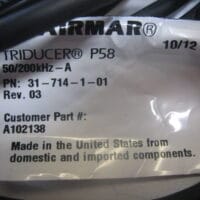 AIRMAR®
TRIDUCER® P58 10/12
50/200kHz-A
PN: 31-714-1-01
Rev. 03
Customer Part #:
A102138
Made in the United States from
domestic and imported components.